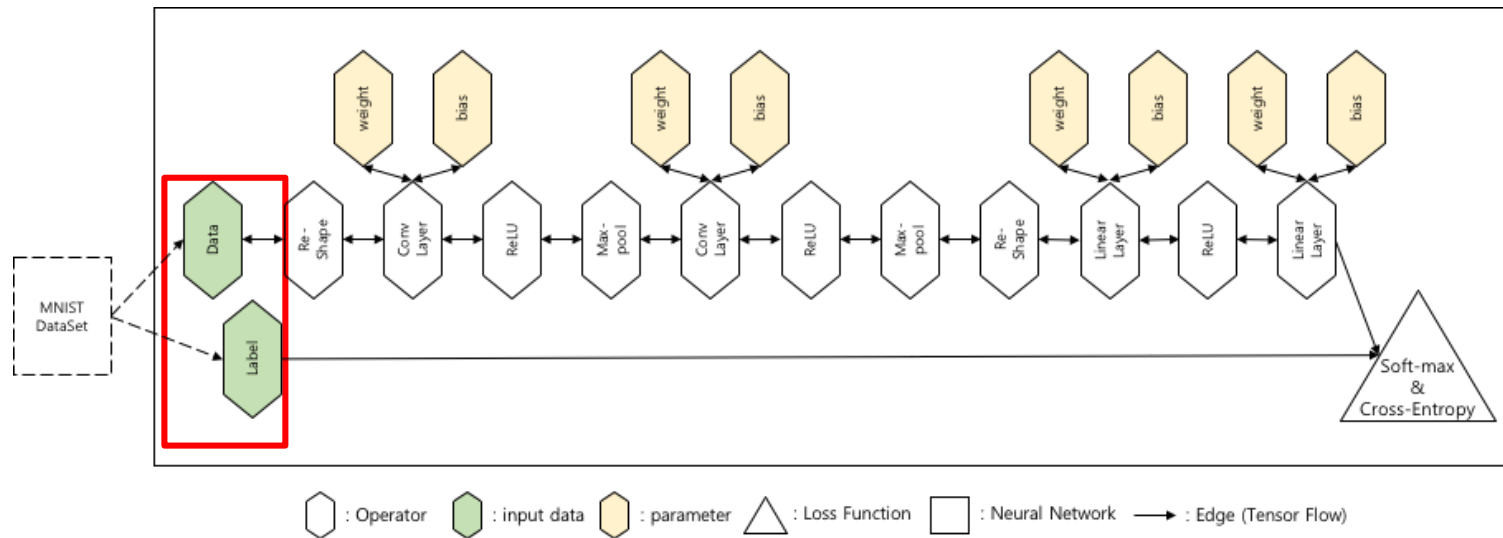 weight
bias
weight
bias
weight
bias
weight
bias
Data
Re-
Shape
Conv
Layer
ReLU
Max-
pool
Conv
Layer
ReLU
Max-
pool
Re-
Shape
Linear
Layer
ReLU
Linear
Layer
MNIST
DataSet
Label
Soft-max
&
Cross-Entropy
: Operator
: input data
: parameter
: Loss Function
: Neural Network
: Edge (Tensor Flow)